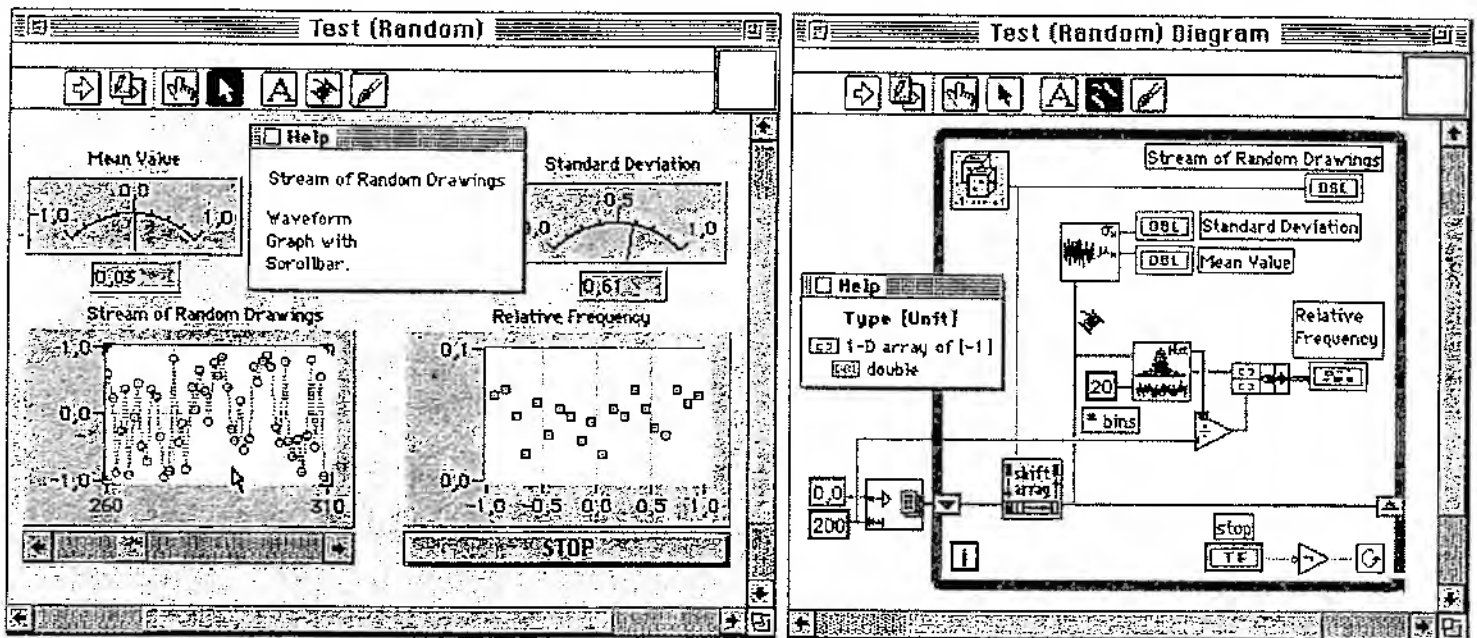 Test (Random)
Help
Stream of Random Drawings
Waveform
Graph with
Scrollbar.
Mean Value
-1,0
0,0
1,0
0,03
Standard Deviation
0,0
0,5
1,0
0,61
Stream of Random Drawings
1,0
0,0
-1,0
260
310
Relative Frequency
0,1
0,0
-1,0 -0,5 0,0 0,5 1,0
STOP
Test (Random) Diagram
Stream of Random Drawings
DBL
σx
DBL
Standard Deviation
μx
DBL
Mean Value
Help
Type [Unit]
1-D array of [-1]
double
Relative
Frequency
20
# bins
shift
array
0,0
200
stop
TF
i